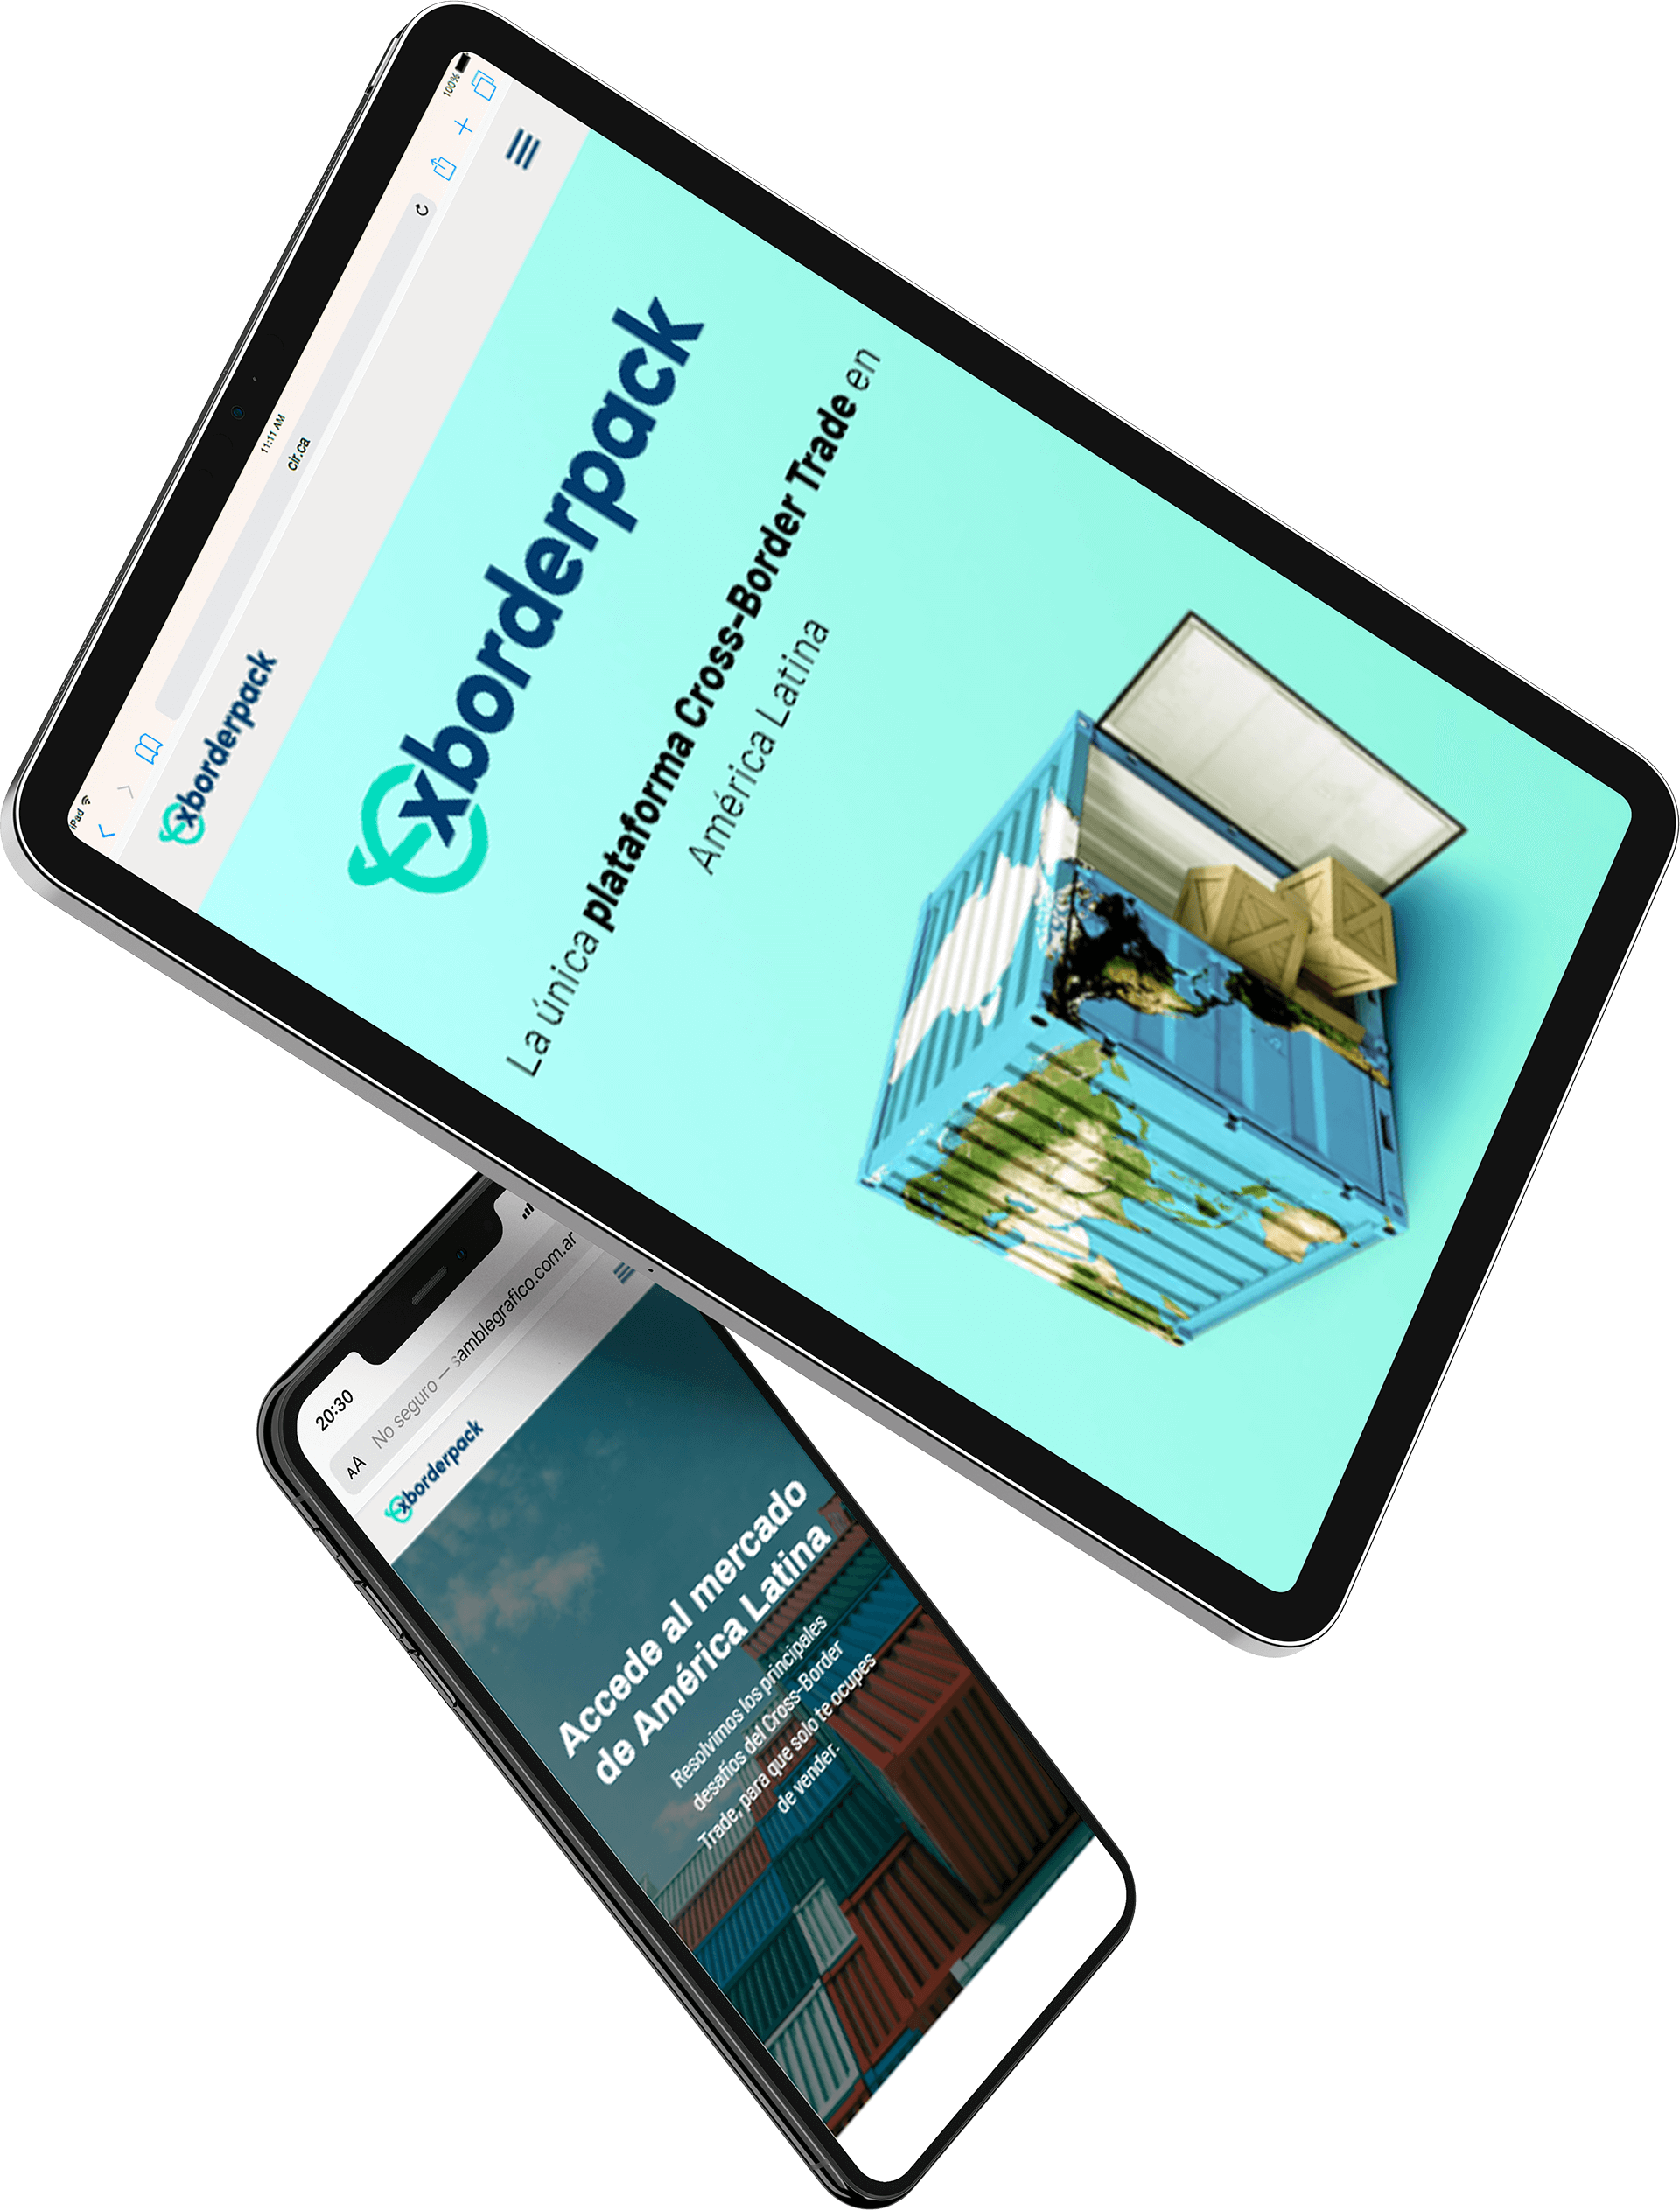 iPad
11:11 AM
100%
cir.ca
xborderpack
xborderpack
La única plataforma Cross-Border Trade en
América Latina
20:30
AA No seguro — samblegrafico.com.ar
xborderpack
Accede al mercado
de América Latina
Resolvimos los principales
desafíos del Cross-Border
Trade, para que solo te ocupes
de vender.